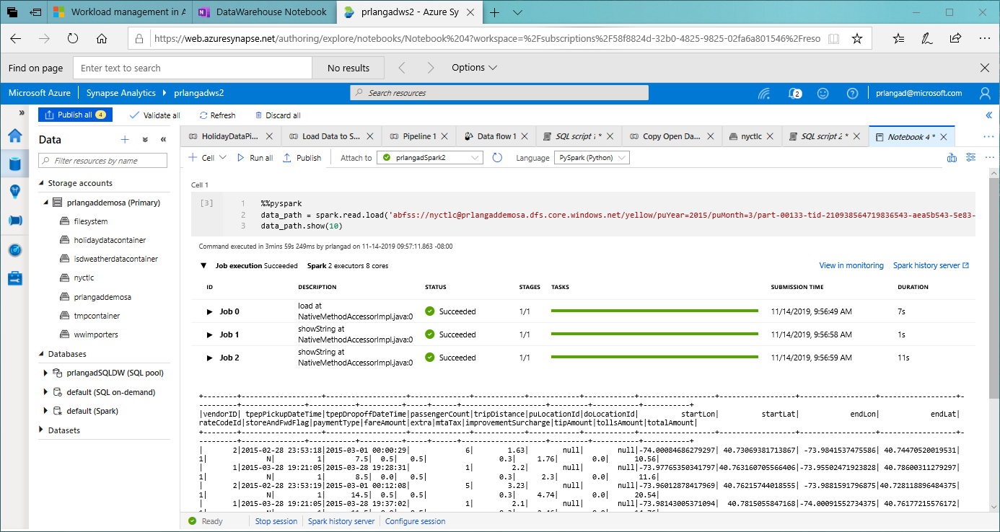 Workload management in A
DataWarehouse Notebook
prlangadws2 - Azure Sy
https://web.azuresynapse.net/authoring/explore/notebooks/Notebook%204?workspace=%2Fsubscriptions%2F58f8824d-32b0-4825-9825-02fa6a801546%2Freso
Find on page
Enter text to search
No results
Options
Microsoft Azure
Synapse Analytics
prlangadws2
Search resources
2
prlangad@microsoft.com
Publish all 4
Validate all
Refresh
Discard all
Data
Filter resources by name
Storage accounts
prlangaddemosa (Primary)
filesystem
holidaydatacontainer
isdweatherdatacontainer
nyctlc
prlangaddemosa
tmpcontainer
wwimporters
Databases
prlangadSQLDW (SQL pool)
default (SQL on-demand)
default (Spark)
Datasets
HolidayDataPi...
Load Data to S...
Pipeline 1
Data flow 1
SQL script 1 *
Copy Open Da...
nyctlc
SQL script 2 *
Notebook 4 *
Cell
Run all
Publish
Attach to
prlangadSpark2
Language
PySpark (Python)
Cell 1
[3]
1 %%pyspark
2 data_path = spark.read.load('abfss://nyctlc@prlangaddemosa.dfs.core.windows.net/yellow/puYear=2015/puMonth=3/part-00133-tid-210938564719836543-aea5b543-5e83-
3 data_path.show(10)
Command executed in 3mins 59s 249ms by prlangad on 11-14-2019 09:57:11.863 -08:00
Job execution Succeeded Spark 2 executors 8 cores
View in monitoring
Spark history server
ID DESCRIPTION STATUS STAGES TASKS SUBMISSION TIME DURATION
Job 0 load at NativeMethodAccessorImpl.java:0 Succeeded 1/1 11/14/2019, 9:56:49 AM 7s
Job 1 showString at NativeMethodAccessorImpl.java:0 Succeeded 1/1 11/14/2019, 9:56:58 AM 1s
Job 2 showString at NativeMethodAccessorImpl.java:0 Succeeded 1/1 11/14/2019, 9:56:59 AM 11s
|vendorID| tpepPickupDateTime|tpepDropoffDateTime|passengerCount|tripDistance|puLocationId|doLocationId| startLon| startLat| endLon| endLat|
rateCodeId|storeAndFwdFlag|paymentType|fareAmount|extra|mtaTax|improvementSurcharge|tipAmount|tollsAmount|totalAmount|
| 2|2015-02-28 23:53:18|2015-03-01 00:00:29| 6| 1.63| null| null|-74.00084686279297| 40.73069381713867| -73.9841537475586| 40.74470520019531|
1| N| 1| 7.5| 0.5| 0.5| 0.3| 1.76| 0.0| 10.56|
| 1|2015-03-28 19:21:05|2015-03-28 19:28:31| 1| 2.2| null| null|-73.97765350341797|40.763160705566406|-73.95502471923828| 40.78600311279297|
1| N| 1| 8.5| 0.0| 0.5| 0.3| 2.3| 0.0| 11.6|
| 2|2015-02-28 23:53:19|2015-03-01 00:12:08| 5| 3.23| null| null|-73.96012878417969| 40.76215744018555| -73.9881591796875|40.728118896484375|
1| N| 1| 14.5| 0.5| 0.5| 0.3| 4.74| 0.0| 20.54|
| 1|2015-03-28 19:21:05|2015-03-28 19:37:02| 1| 2.1| null| null|-73.98143005371094| 40.7815055847168|-74.00091552734375| 40.76177215576172|
Ready
Stop session
Spark history server
Configure session